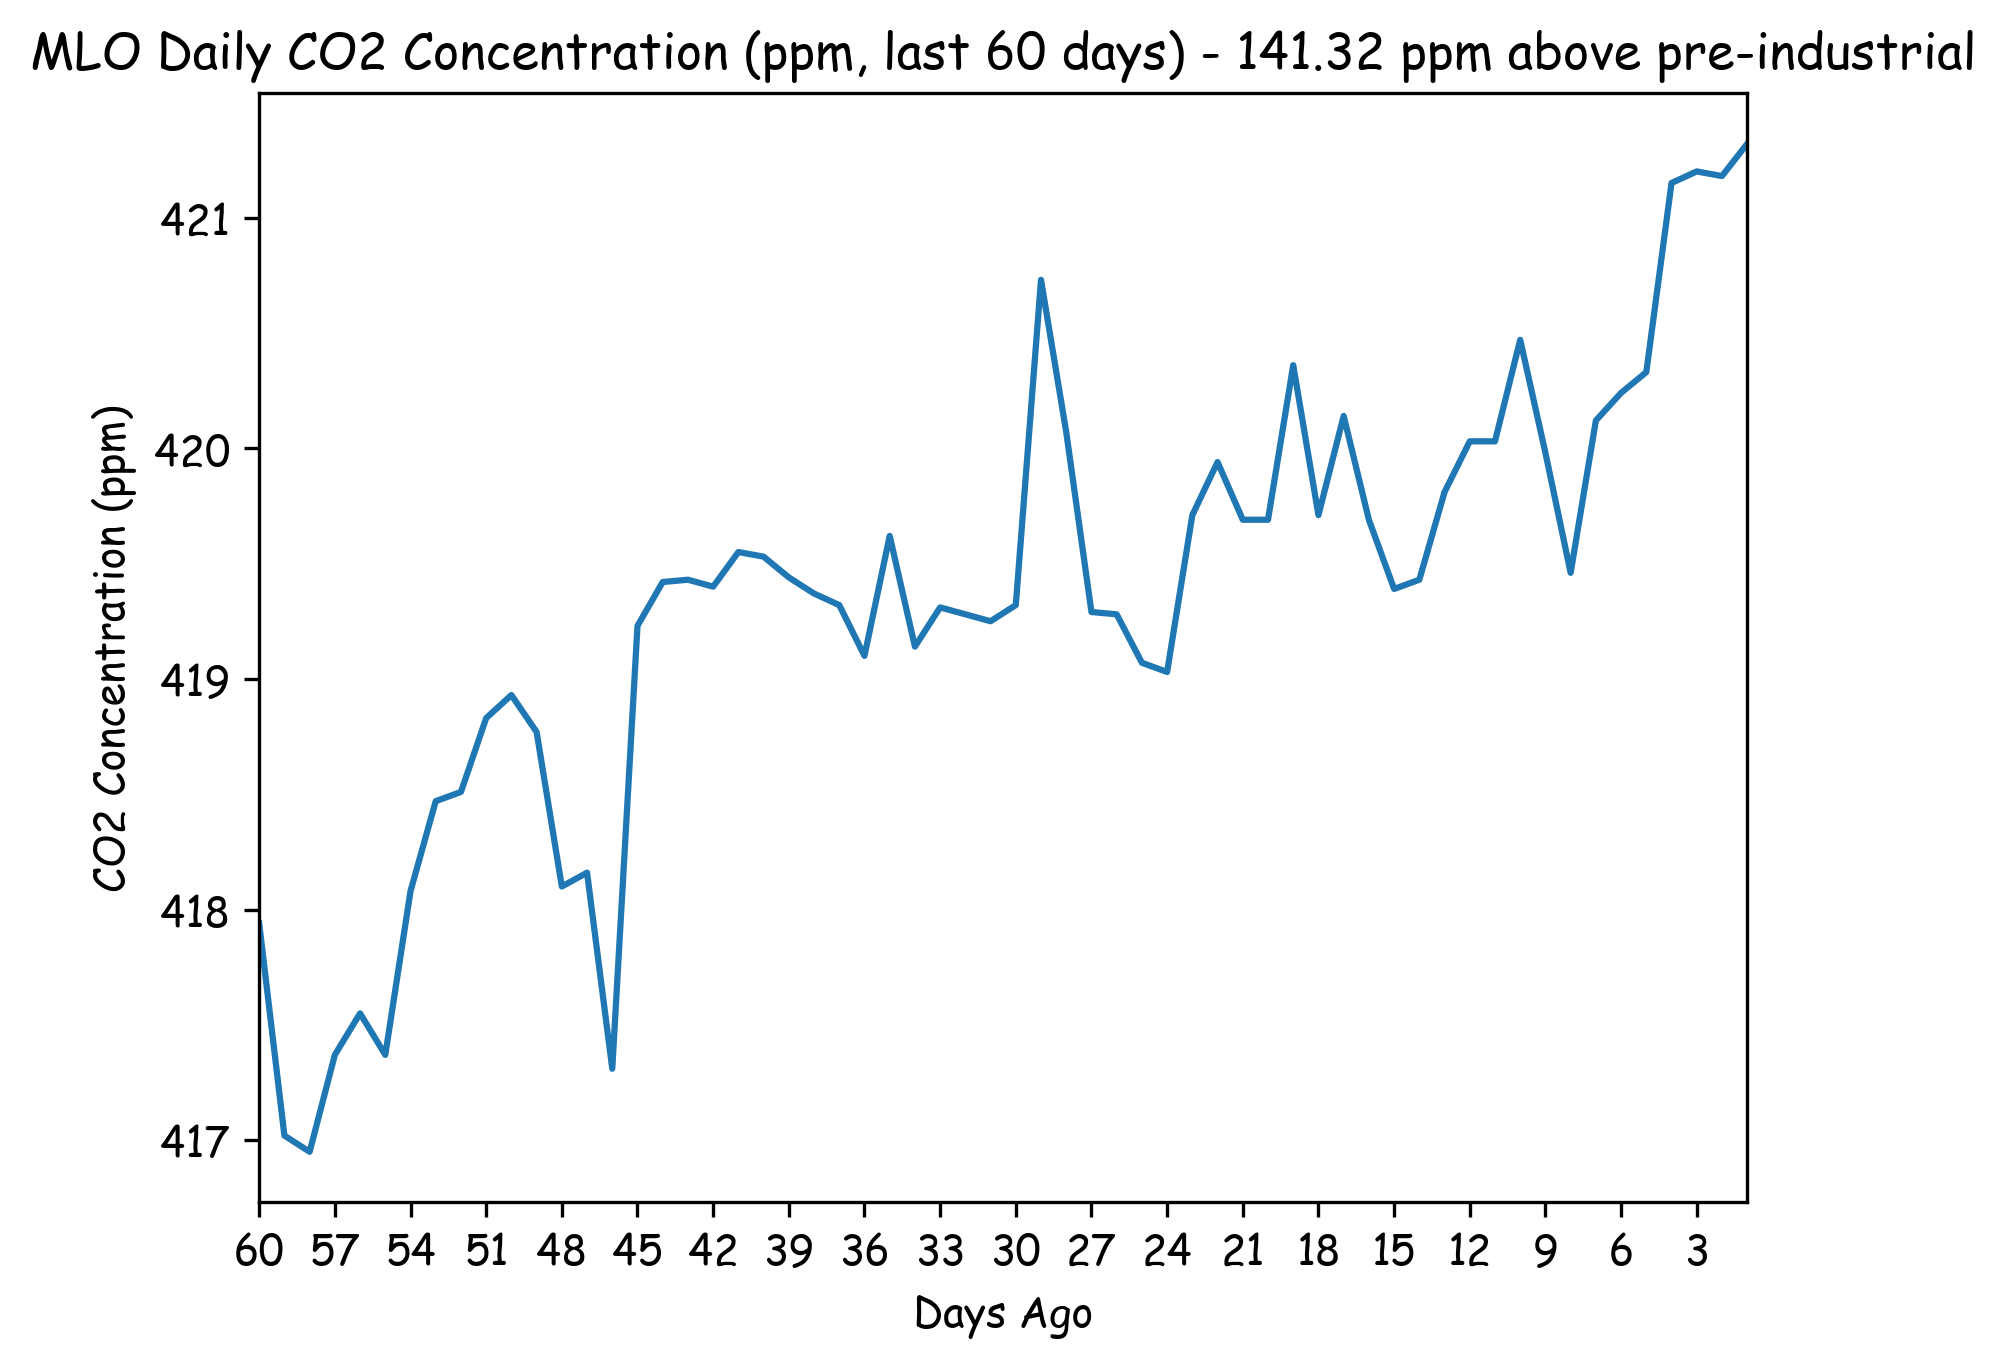 MLO Daily CO2 Concentration (ppm, last 60 days) - 141.32 ppm above pre-industrial
CO2 Concentration (ppm)
421
420
419
418
417
60 57 54 51 48 45 42 39 36 33 30 27 24 21 18 15 12 9 6 3
Days Ago